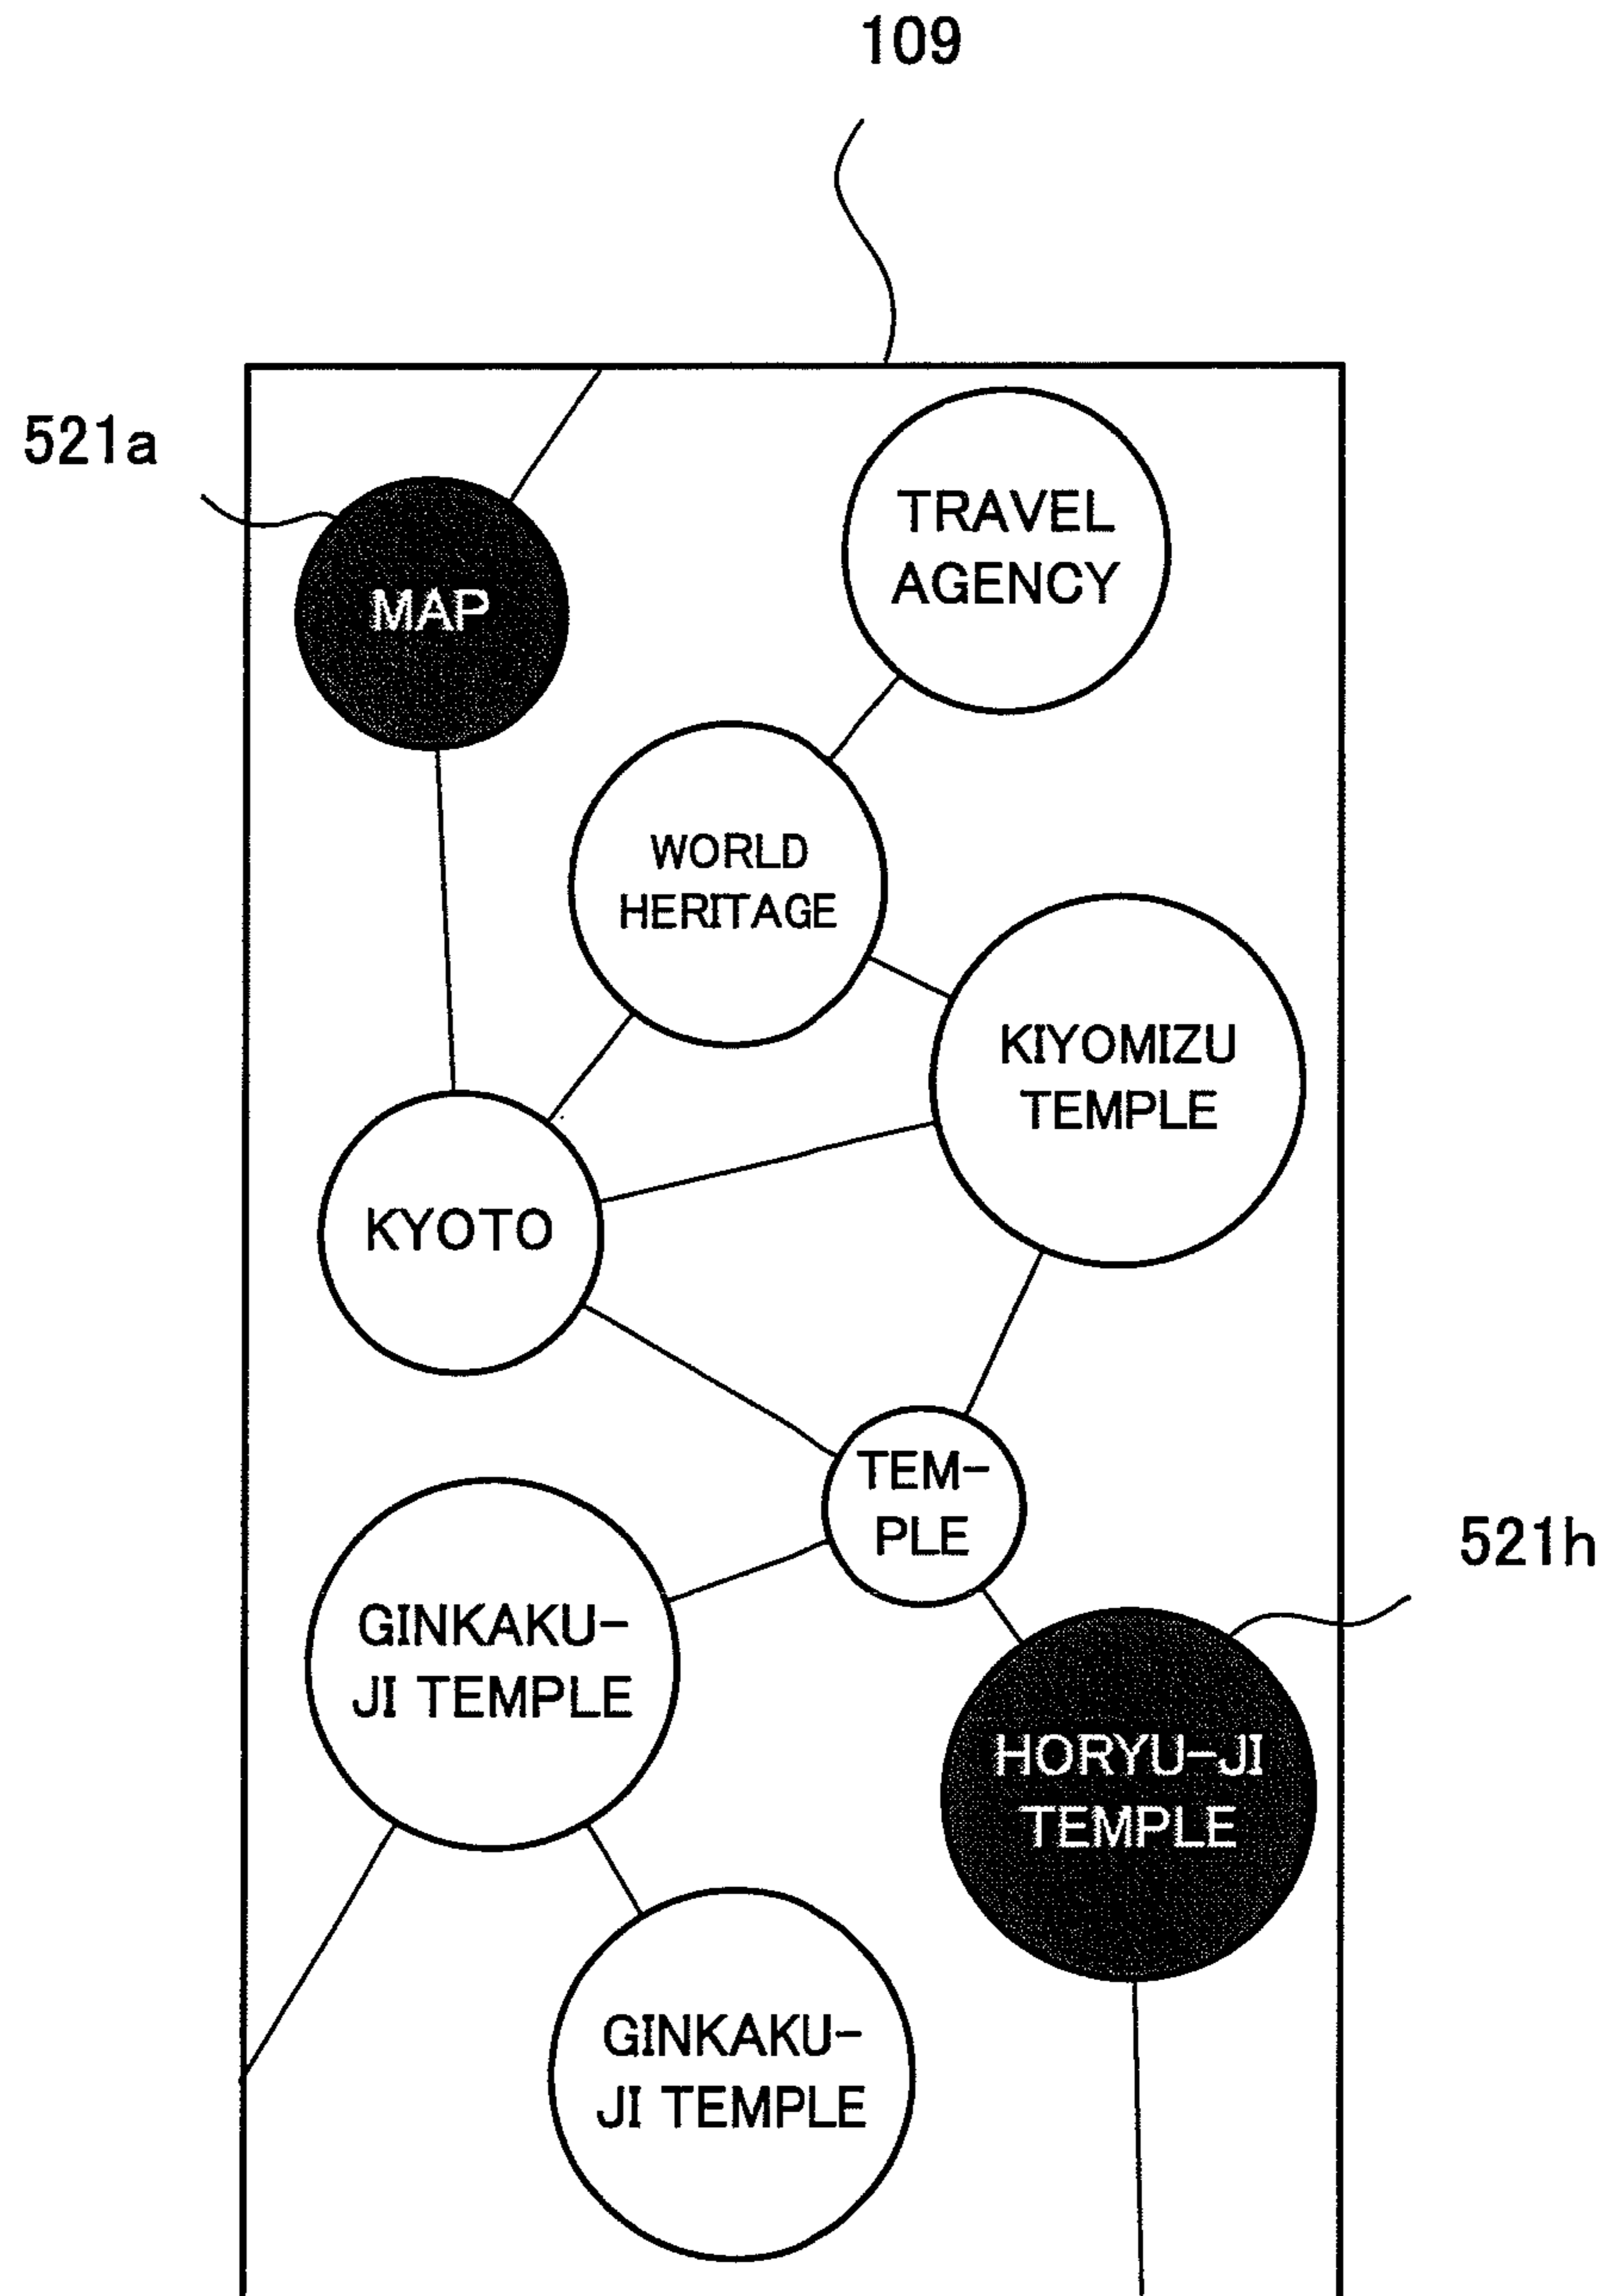 109
521a
MAP
TRAVEL
AGENCY
WORLD
HERITAGE
KIYOMIZU
TEMPLE
KYOTO
TEM-
PLE
521h
GINKAKU-
JI TEMPLE
HORYU-JI
TEMPLE
GINKAKU-
JI TEMPLE